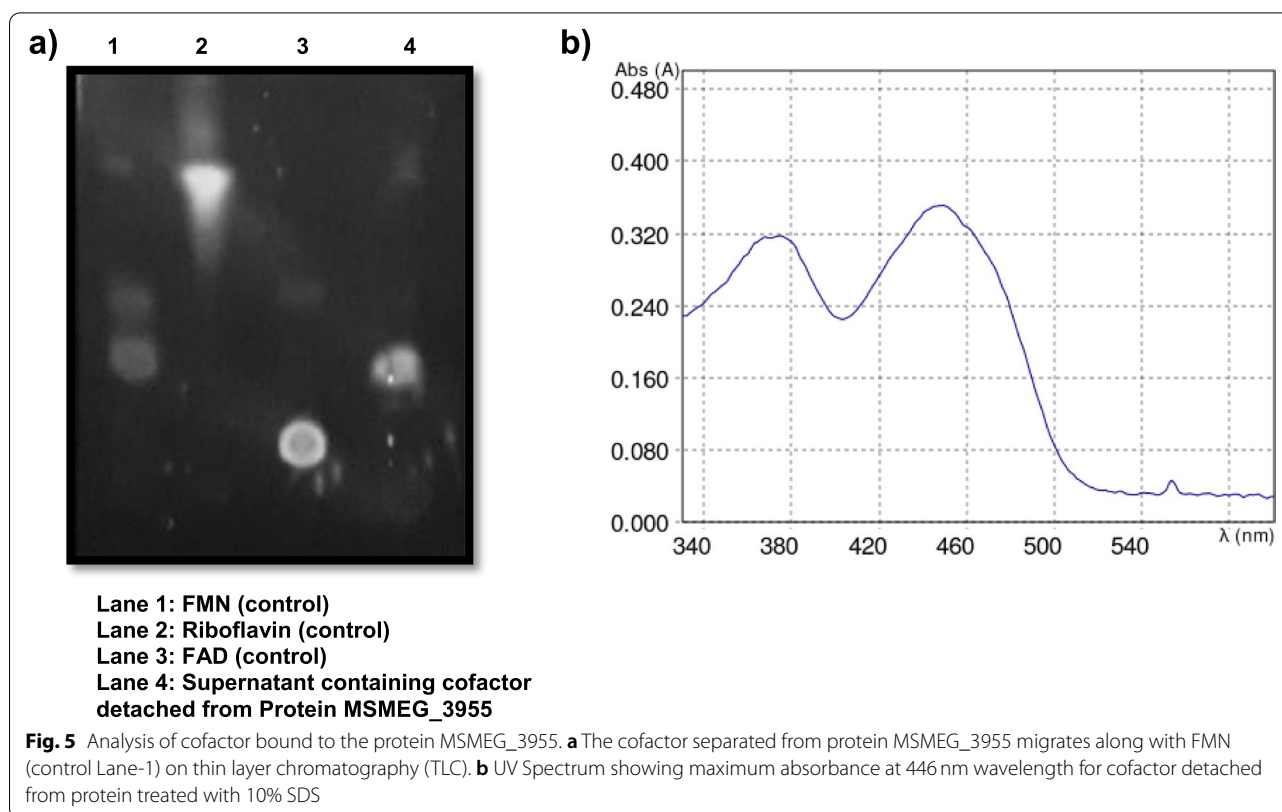 a)
1 2 3 4
Lane 1: FMN (control)
Lane 2: Riboflavin (control)
Lane 3: FAD (control)
Lane 4: Supernatant containing cofactor
detached from Protein MSMEG_3955
b)
Abs (A)
0.480
0.400
0.320
0.240
0.160
0.080
0.000
340 380 420 460 500 540
λ (nm)
Fig. 5 Analysis of cofactor bound to the protein MSMEG_3955. a The cofactor separated from protein MSMEG_3955 migrates along with FMN
(control Lane-1) on thin layer chromatography (TLC). b UV Spectrum showing maximum absorbance at 446 nm wavelength for cofactor detached
from protein treated with 10% SDS